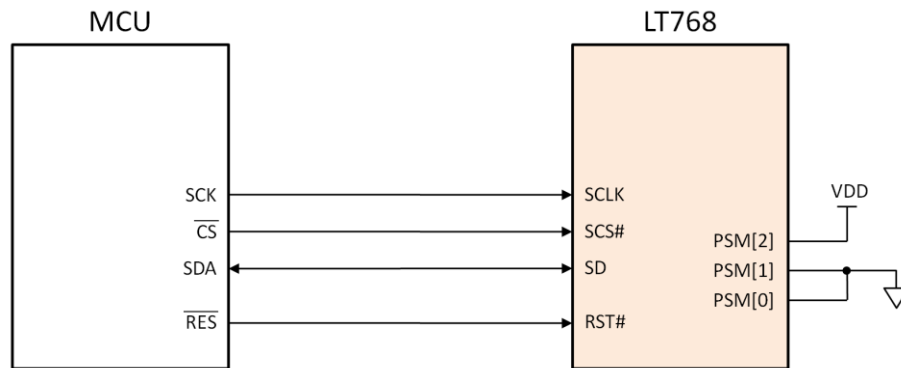 MCU
LT768
SCK
SCLK
VDD
CS
SCS#
PSM[2]
SDA
SD
PSM[1]
PSM[0]
RES
RST#